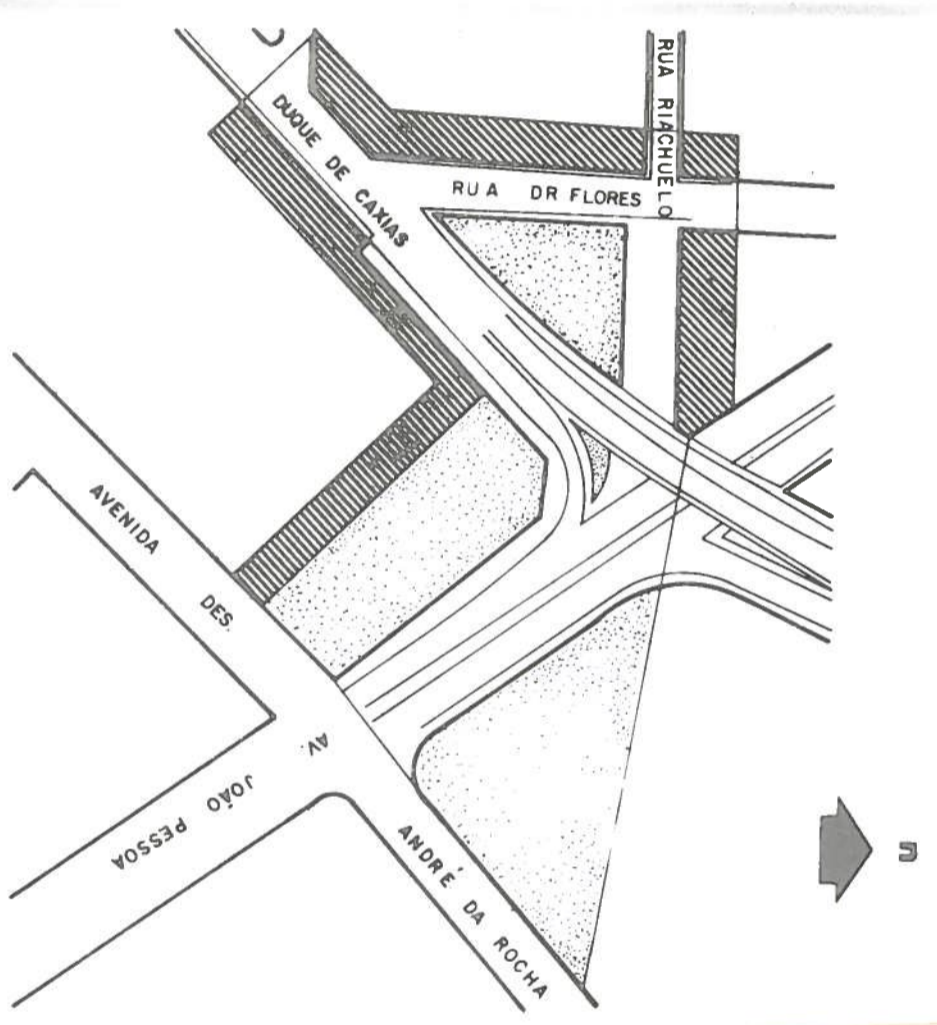 DUQUE DE CAXIAS
RUA RIACHUELO
RUA DR FLORES
AVENIDA DES. ANDRÉ DA ROCHA
AV. JOÃO PESSOA